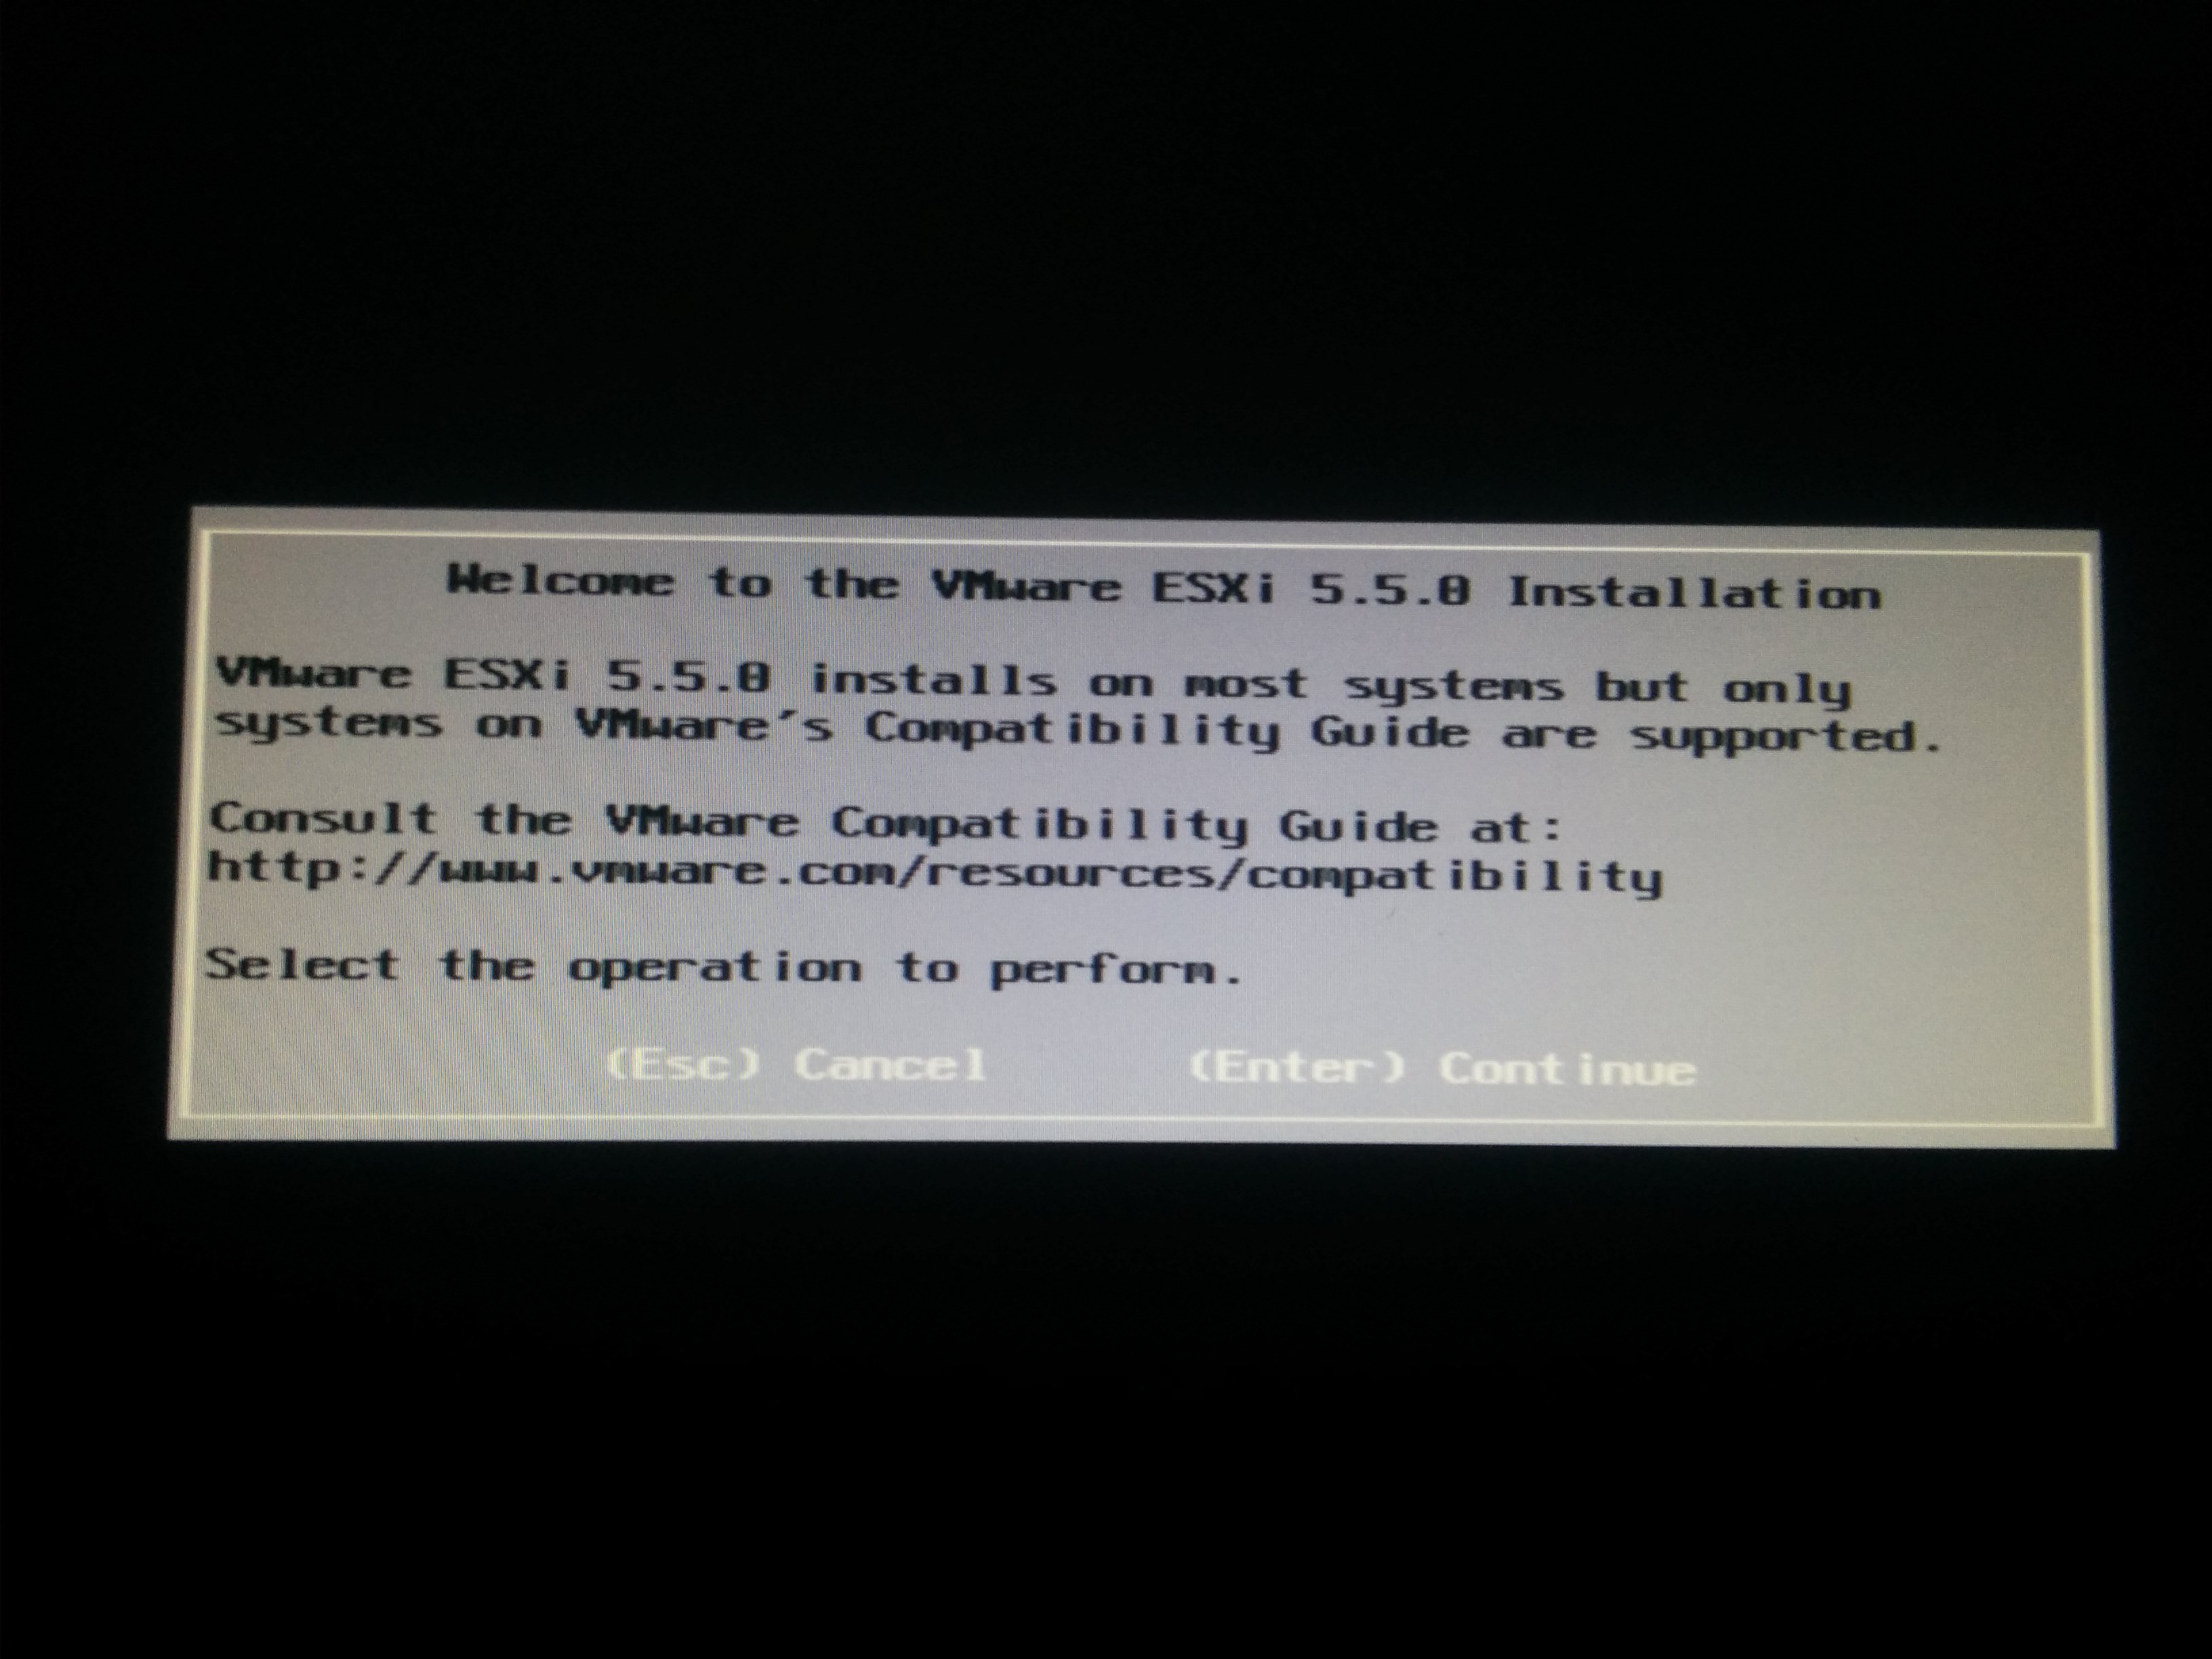 Welcome to the VMware ESXi 5.5.0 Installation
VMware ESXi 5.5.0 installs on most systems but only
systems on VMware's Compatibility Guide are supported.
Consult the VMware Compatibility Guide at:
http://www.vmware.com/resources/compatibility
Select the operation to perform.
(Esc) Cancel (Enter) Continue